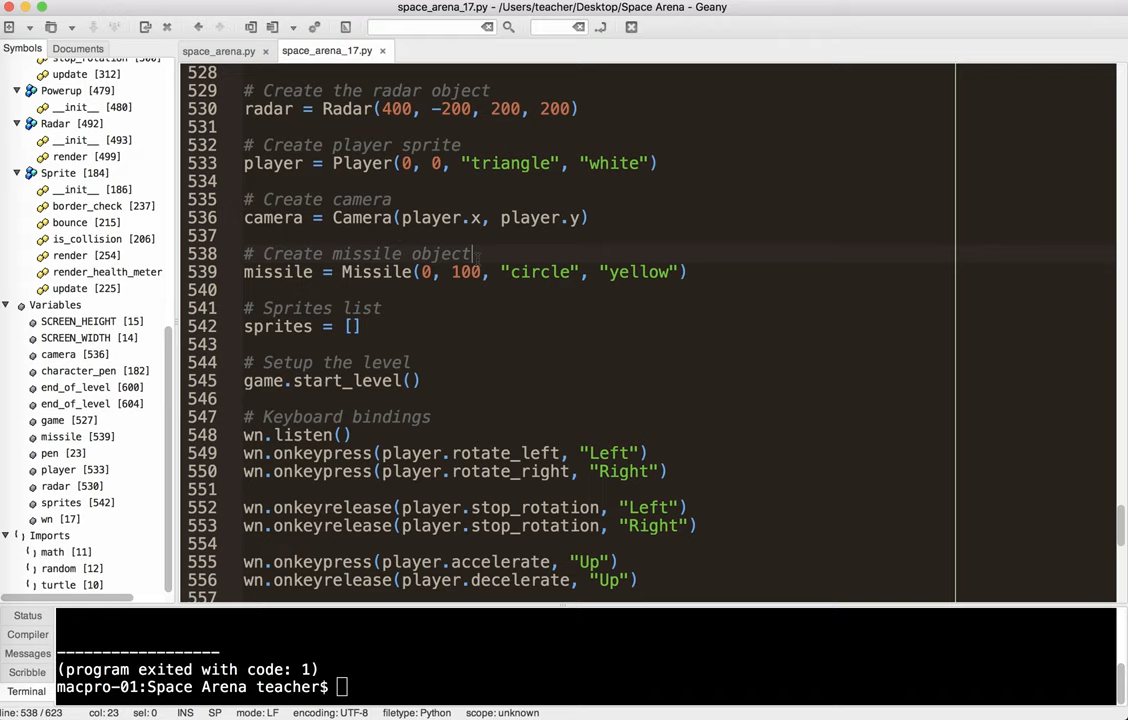 space_arena_17.py - /Users/teacher/Desktop/Space Arena - Geany
Symbols Documents
space_arena.py × space_arena_17.py ×
update [312]
Powerup [479]
__init__ [480]
Radar [492]
__init__ [493]
render [499]
Sprite [184]
__init__ [186]
border_check [237]
bounce [215]
is_collision [206]
render [254]
render_health_meter
update [225]
Variables
SCREEN_HEIGHT [15]
SCREEN_WIDTH [14]
camera [536]
character_pen [182]
end_of_level [600]
end_of_level [604]
game [527]
missile [539]
pen [23]
player [533]
radar [530]
sprites [542]
wn [17]
Imports
math [11]
random [12]
turtle [10]
528
529 # Create the radar object
530 radar = Radar(400, -200, 200, 200)
531
532 # Create player sprite
533 player = Player(0, 0, "triangle", "white")
534
535 # Create camera
536 camera = Camera(player.x, player.y)
537
538 # Create missile object
539 missile = Missile(0, 100, "circle", "yellow")
540
541 # Sprites list
542 sprites = []
543
544 # Setup the level
545 game.start_level()
546
547 # Keyboard bindings
548 wn.listen()
549 wn.onkeypress(player.rotate_left, "Left")
550 wn.onkeypress(player.rotate_right, "Right")
551
552 wn.onkeyrelease(player.stop_rotation, "Left")
553 wn.onkeyrelease(player.stop_rotation, "Right")
554
555 wn.onkeypress(player.accelerate, "Up")
556 wn.onkeyrelease(player.decelerate, "Up")
557
Status
Compiler
Messages
Scribble
Terminal
------------------
(program exited with code: 1)
macpro-01:Space Arena teacher$
line: 538 / 623 col: 23 sel: 0 INS SP mode: LF encoding: UTF-8 filetype: Python scope: unknown